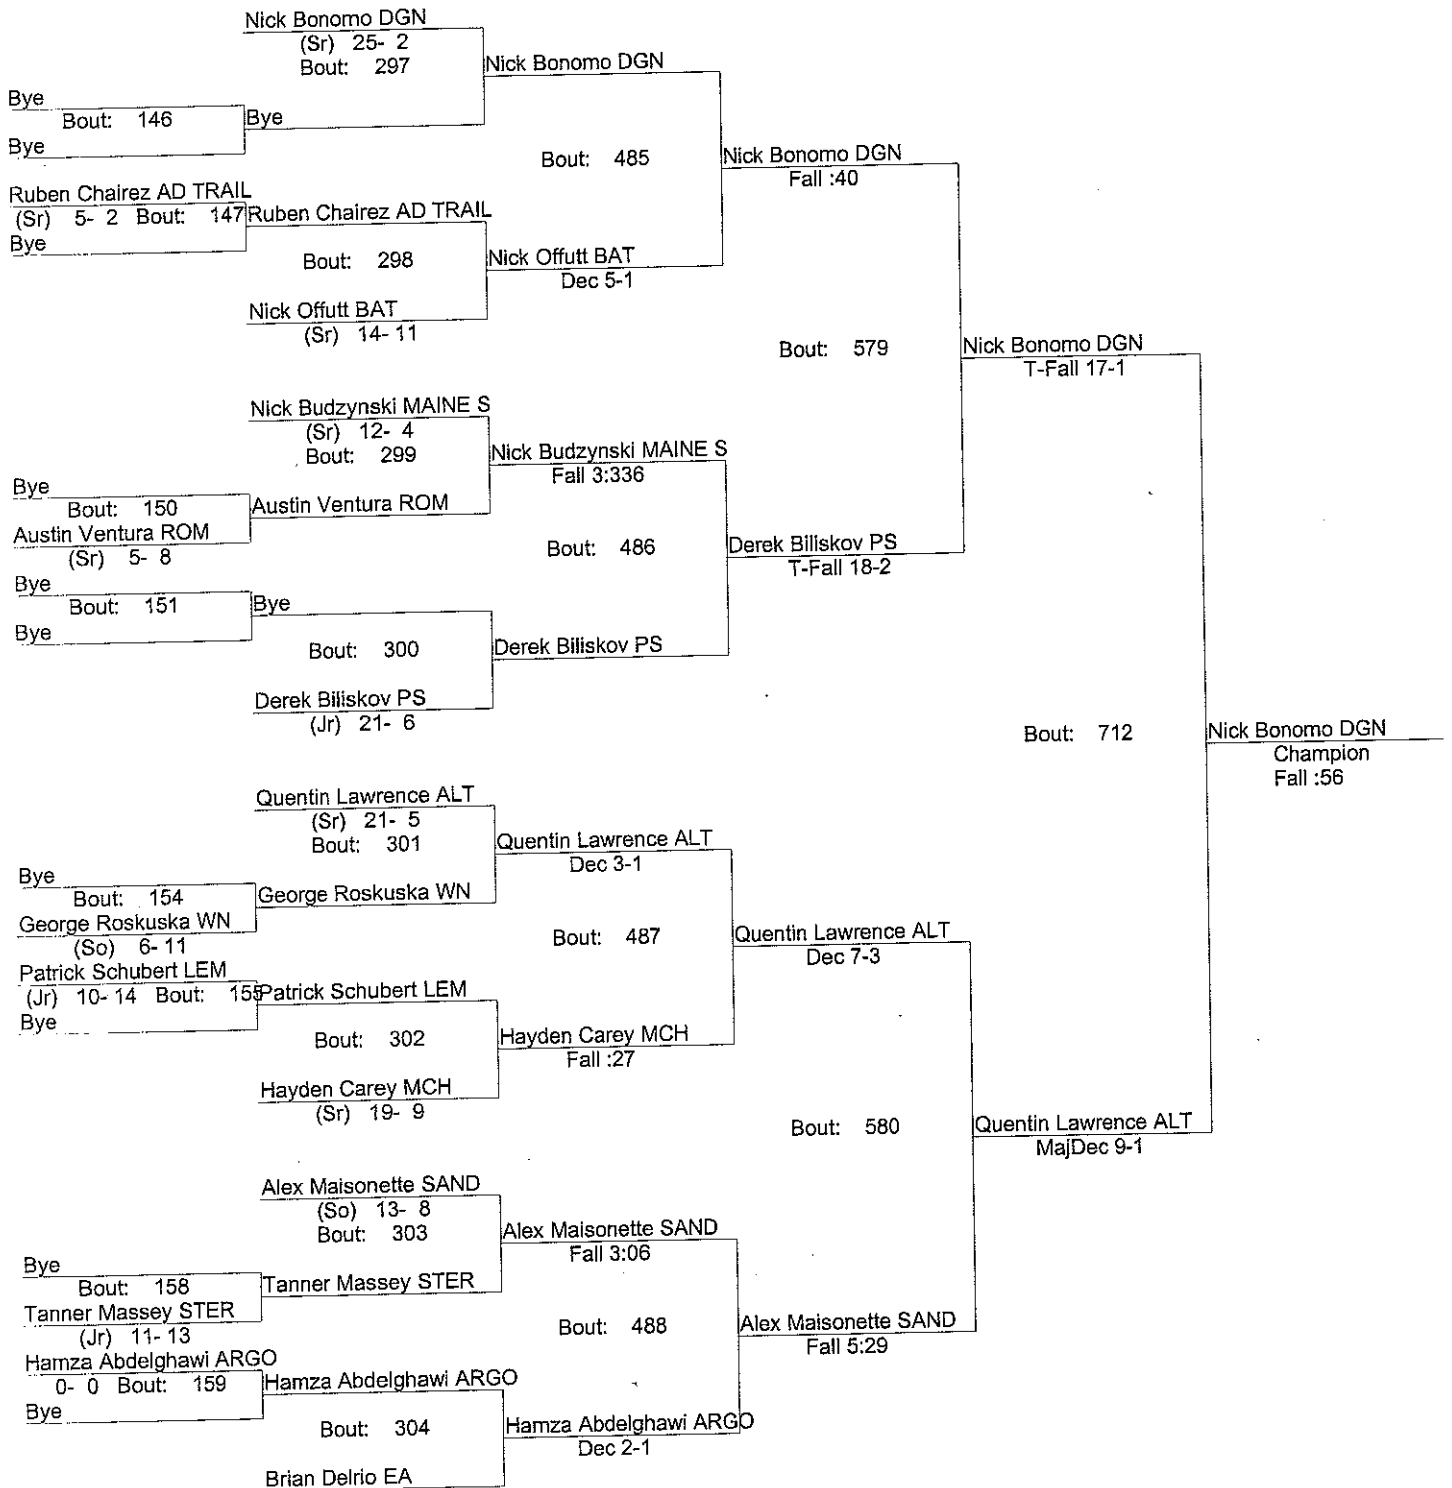 Nick Bonomo DGN
(Sr) 25- 2
Bout: 297
Nick Bonomo DGN
Bye
Bout: 146
Bye
Bye
Bout: 485
Nick Bonomo DGN
Fall :40
Ruben Chairez AD TRAIL
(Sr) 5- 2 Bout: 147
Ruben Chairez AD TRAIL
Bye
Bout: 298
Nick Offutt BAT
Dec 5-1
Nick Offutt BAT
(Sr) 14- 11
Bout: 579
Nick Bonomo DGN
T-Fall 17-1
Nick Budzynski MAINE S
(Sr) 12- 4
Bout: 299
Nick Budzynski MAINE S
Fall 3:336
Bye
Bout: 150
Austin Ventura ROM
Austin Ventura ROM
(Sr) 5- 8
Bout: 486
Derek Biliskov PS
T-Fall 18-2
Bye
Bout: 151
Bye
Bye
Bout: 300
Derek Biliskov PS
Derek Biliskov PS
(Jr) 21- 6
Bout: 712
Nick Bonomo DGN
Champion
Fall :56
Quentin Lawrence ALT
(Sr) 21- 5
Bout: 301
Quentin Lawrence ALT
Dec 3-1
Bye
Bout: 154
George Roskuska WN
George Roskuska WN
(So) 6- 11
Bout: 487
Quentin Lawrence ALT
Dec 7-3
Patrick Schubert LEM
(Jr) 10- 14 Bout: 155
Patrick Schubert LEM
Bye
Bout: 302
Hayden Carey MCH
Fall :27
Hayden Carey MCH
(Sr) 19- 9
Bout: 580
Quentin Lawrence ALT
MajDec 9-1
Alex Maisonette SAND
(So) 13- 8
Bout: 303
Alex Maisonette SAND
Fall 3:06
Bye
Bout: 158
Tanner Massey STER
Tanner Massey STER
(Jr) 11- 13
Bout: 488
Alex Maisonette SAND
Fall 5:29
Hamza Abdelghawi ARGO
0- 0 Bout: 159
Hamza Abdelghawi ARGO
Bye
Bout: 304
Hamza Abdelghawi ARGO
Dec 2-1
Brian Delrio EA